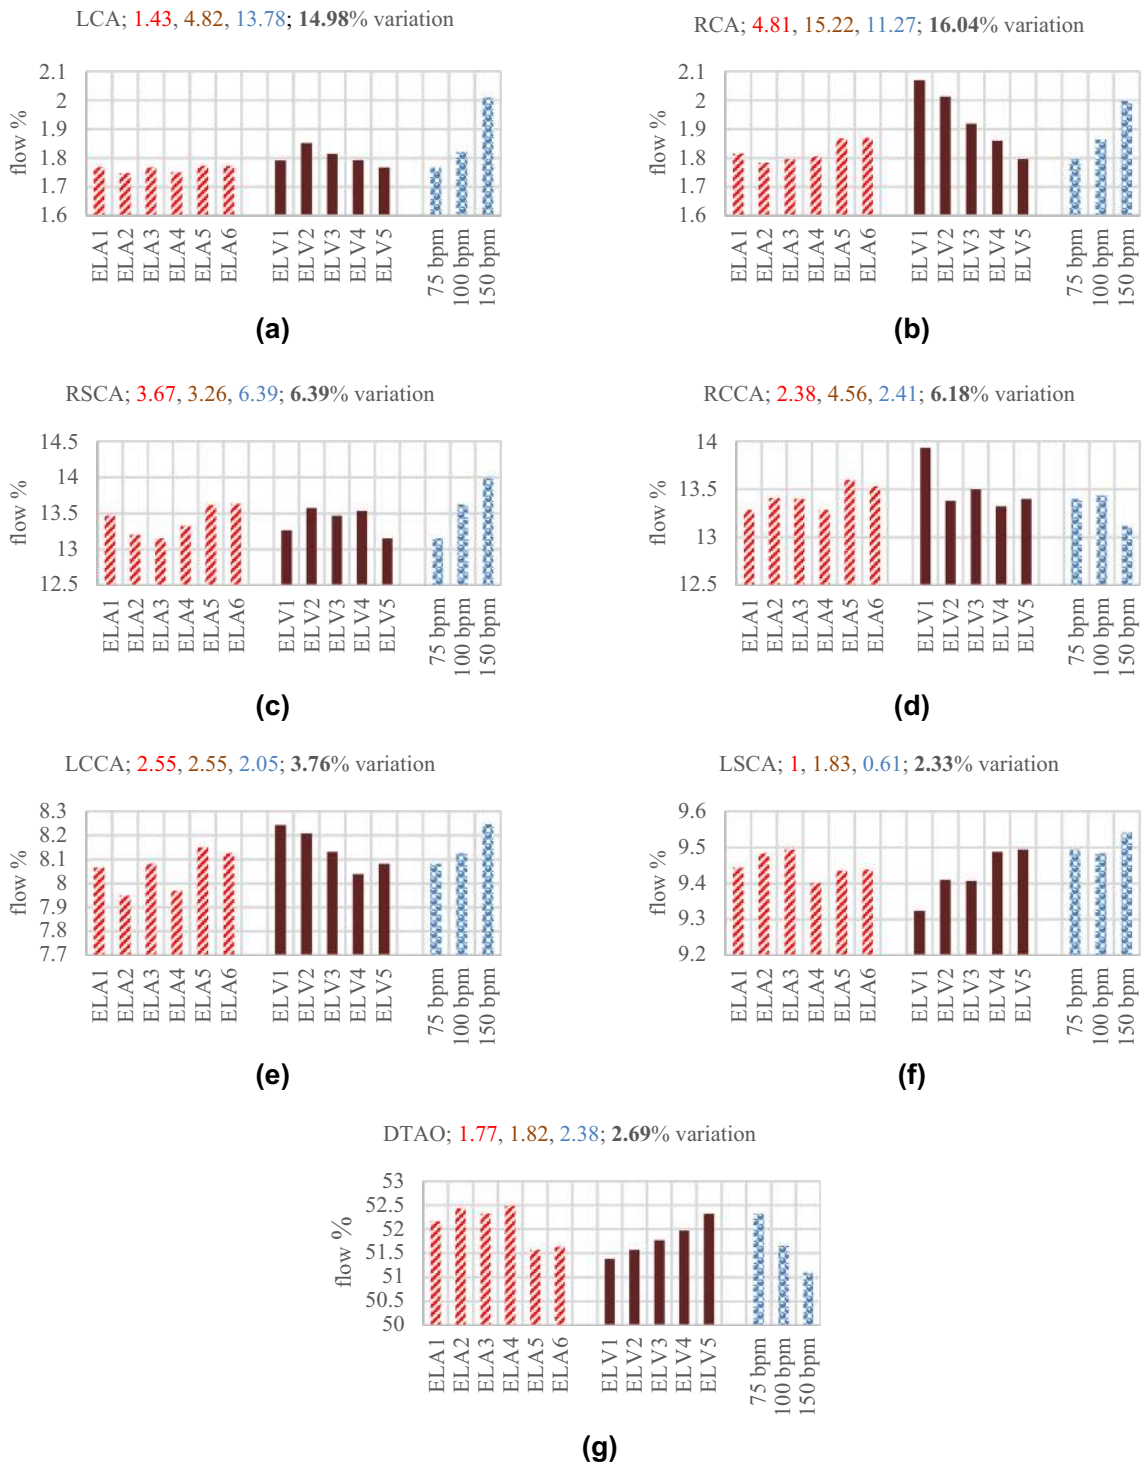 LCA; 1.43, 4.82, 13.78; 14.98% variation
flow %
2.1
2
1.9
1.8
1.7
1.6
ELA1
ELA2
ELA3
ELA4
ELA5
ELA6
ELV1
ELV2
ELV3
ELV4
ELV5
75 bpm
100 bpm
150 bpm
(a)
RCA; 4.81, 15.22, 11.27; 16.04% variation
flow %
2.1
2
1.9
1.8
1.7
1.6
ELA1
ELA2
ELA3
ELA4
ELA5
ELA6
ELV1
ELV2
ELV3
ELV4
ELV5
75 bpm
100 bpm
150 bpm
(b)
RSCA; 3.67, 3.26, 6.39; 6.39% variation
flow %
14.5
14
13.5
13
12.5
ELA1
ELA2
ELA3
ELA4
ELA5
ELA6
ELV1
ELV2
ELV3
ELV4
ELV5
75 bpm
100 bpm
150 bpm
(c)
RCCA; 2.38, 4.56, 2.41; 6.18% variation
flow %
14
13.5
13
12.5
ELA1
ELA2
ELA3
ELA4
ELA5
ELA6
ELV1
ELV2
ELV3
ELV4
ELV5
75 bpm
100 bpm
150 bpm
(d)
LCCA; 2.55, 2.55, 2.05; 3.76% variation
flow %
8.3
8.2
8.1
8
7.9
7.8
7.7
ELA1
ELA2
ELA3
ELA4
ELA5
ELA6
ELV1
ELV2
ELV3
ELV4
ELV5
75 bpm
100 bpm
150 bpm
(e)
LSCA; 1, 1.83, 0.61; 2.33% variation
flow %
9.6
9.5
9.4
9.3
9.2
ELA1
ELA2
ELA3
ELA4
ELA5
ELA6
ELV1
ELV2
ELV3
ELV4
ELV5
75 bpm
100 bpm
150 bpm
(f)
DTAO; 1.77, 1.82, 2.38; 2.69% variation
flow %
53
52.5
52
51.5
51
50.5
50
ELA1
ELA2
ELA3
ELA4
ELA5
ELA6
ELV1
ELV2
ELV3
ELV4
ELV5
75 bpm
100 bpm
150 bpm
(g)